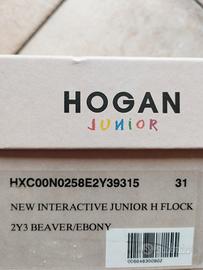 HOGAN
JUNIOR
HXC00N0258E2Y39315 31
NEW INTERACTIVE JUNIOR H FLOCK
2Y3 BEAVER/EBONY